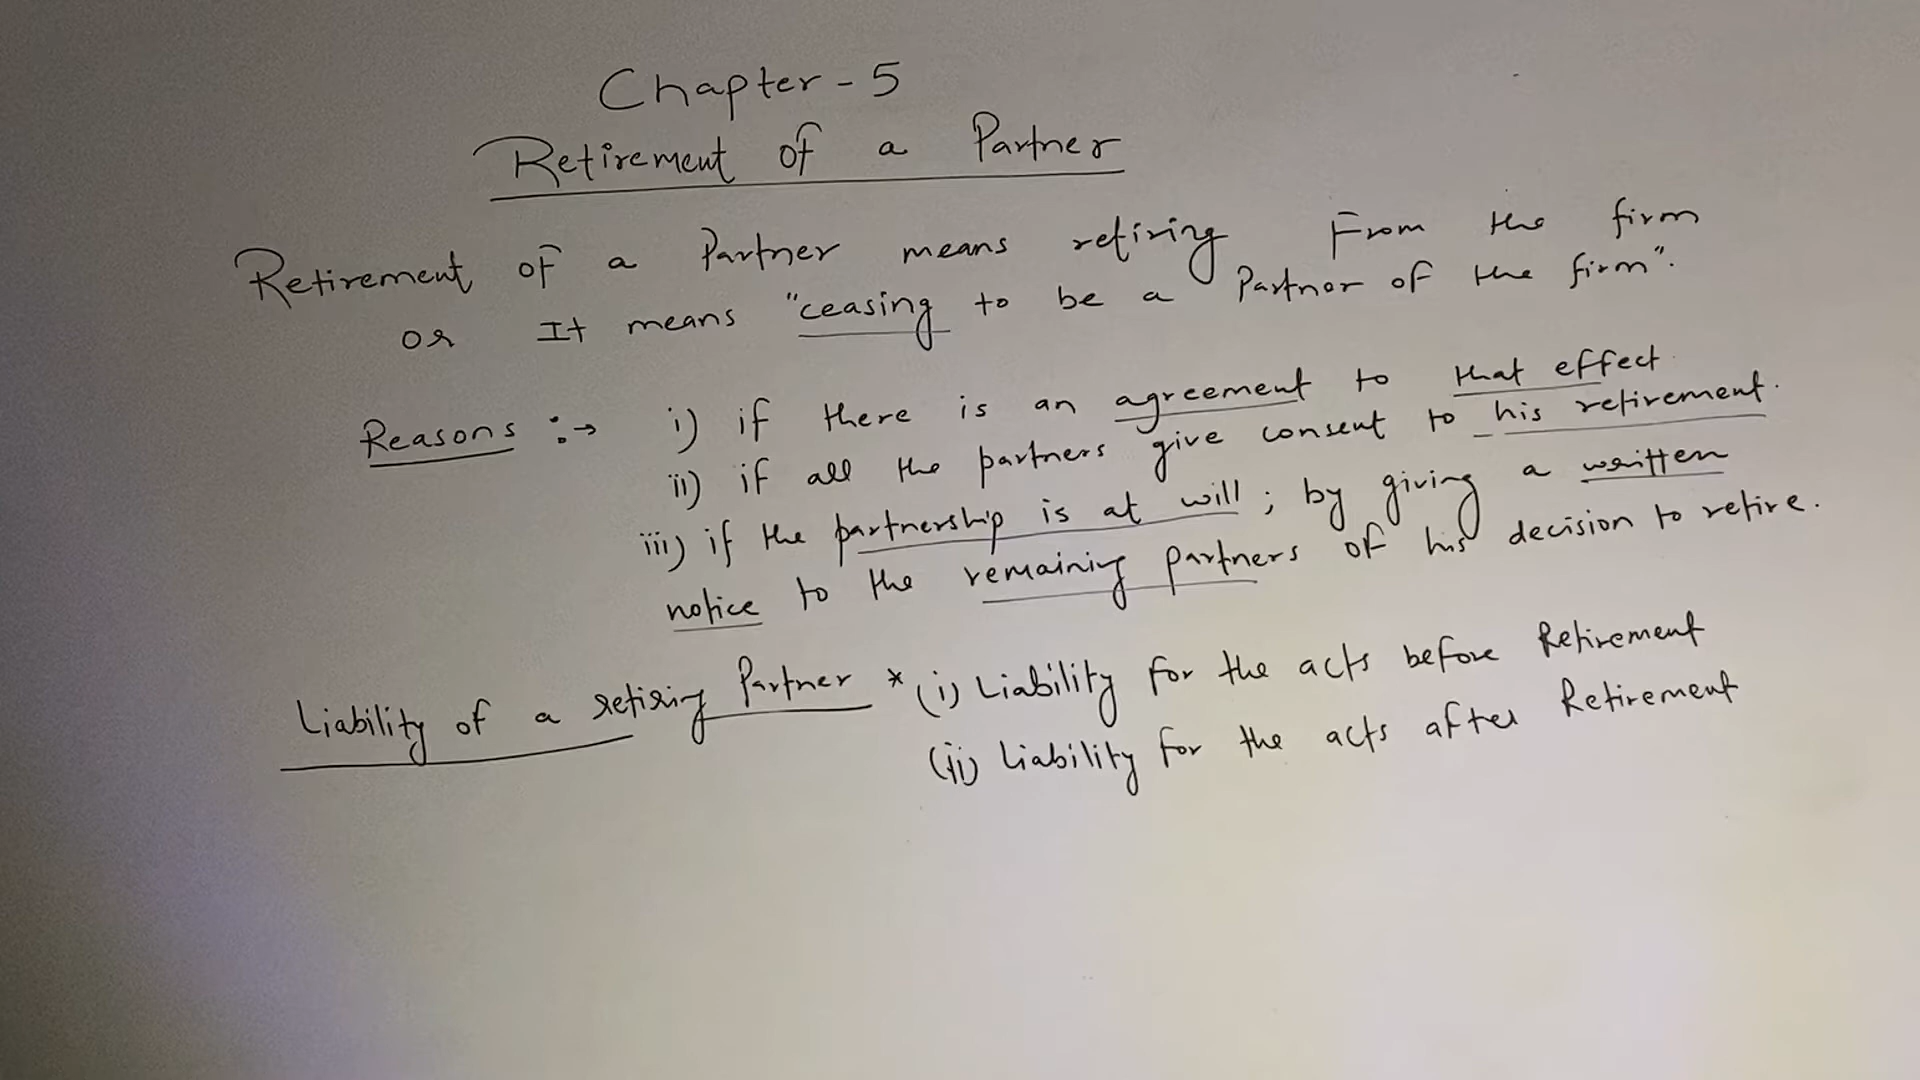 Chapter - 5
Retirement of a Partner
Retirement of a Partner means retiring From the firm
or It means "ceasing to be a Partner of the firm".
Reasons :→ i) if there is an agreement to that effect
ii) if all the partners give consent to his retirement.
iii) if the partnership is at will ; by giving a written
notice to the remaining partners of his decision to retire.
Liability of a retiring Partner * (i) Liability for the acts before Retirement
(ii) Liability for the acts after Retirement